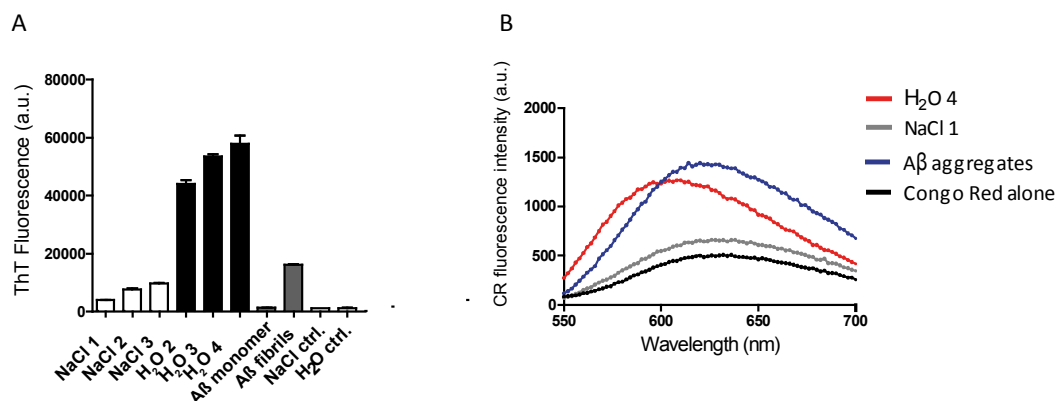 A
ThT Fluorescence (a.u.)
80000
60000
40000
20000
0
NaCl 1
NaCl 2
NaCl 3
H₂O 2
H₂O 3
H₂O 4
Aß monomer
Aß fibrils
NaCl ctrl.
H₂O ctrl.
B
CR fluorescence intensity (a.u.)
2000
1500
1000
500
0
550 600 650 700
Wavelength (nm)
H₂O 4
NaCl 1
Aβ aggregates
Congo Red alone